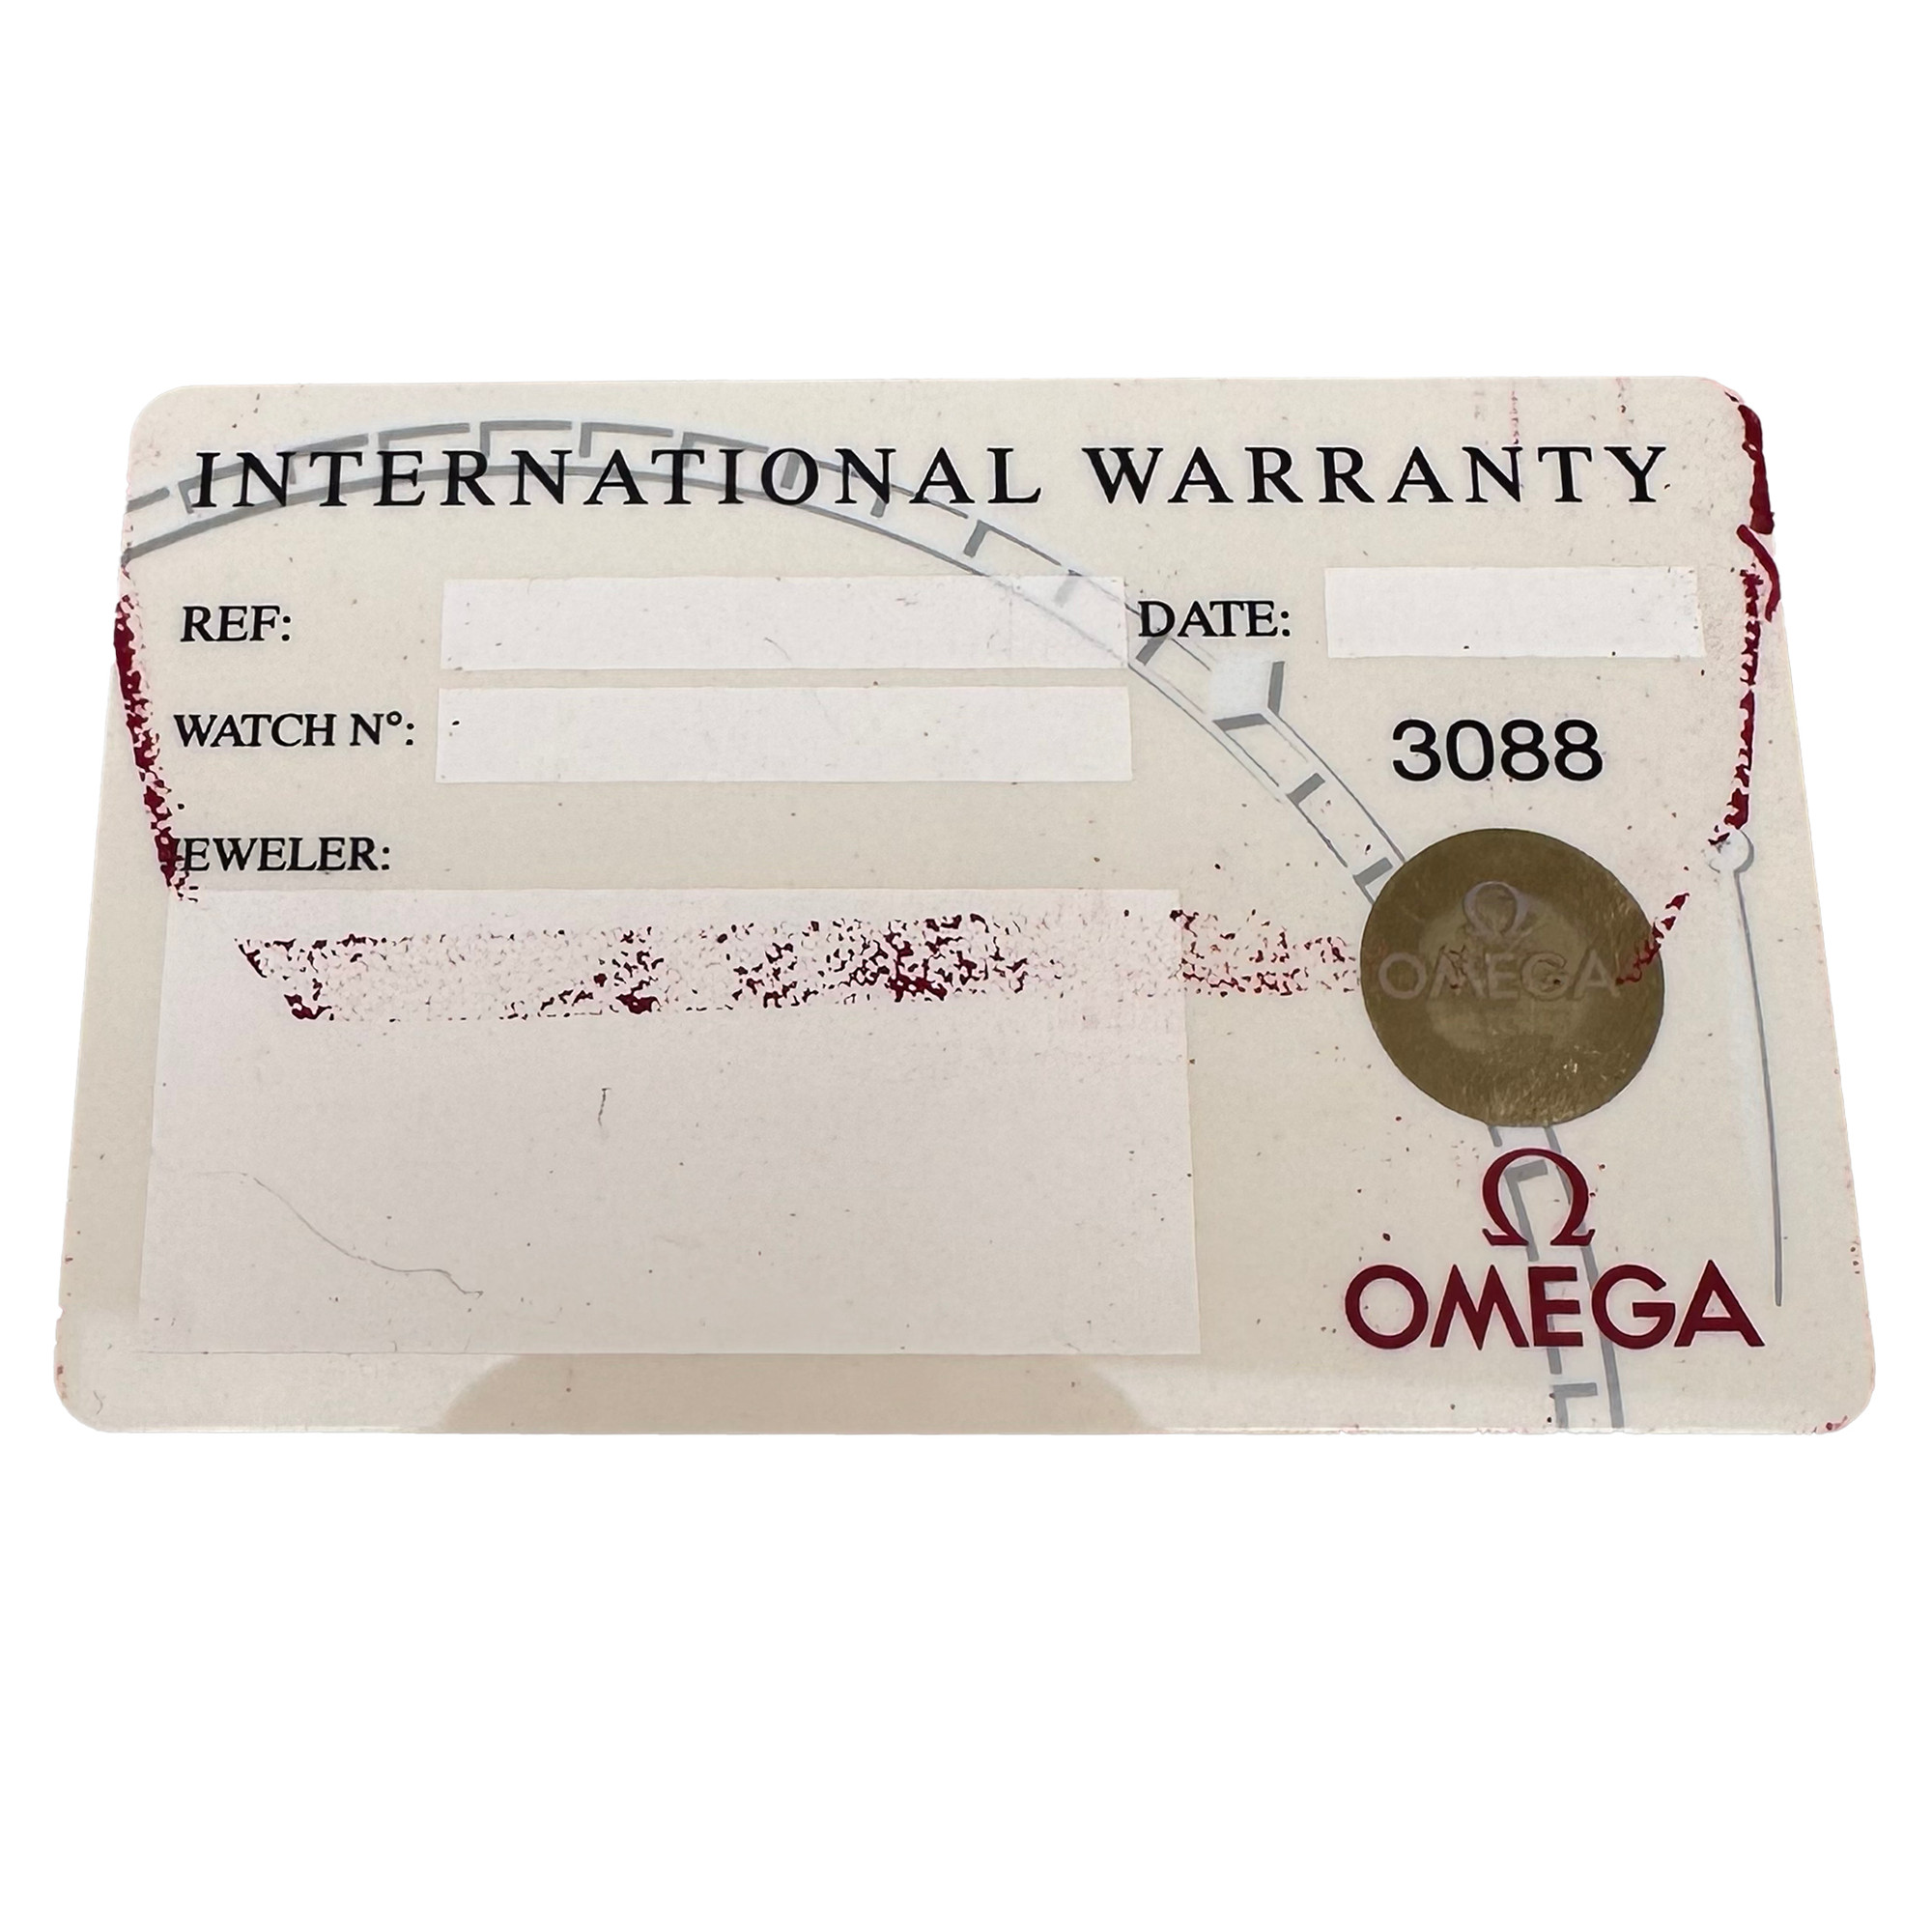 INTERNATIONAL WARRANTY
REF:
DATE:
WATCH N°:
3088
JEWELER:
Ω
OMEGA
Ω
OMEGA